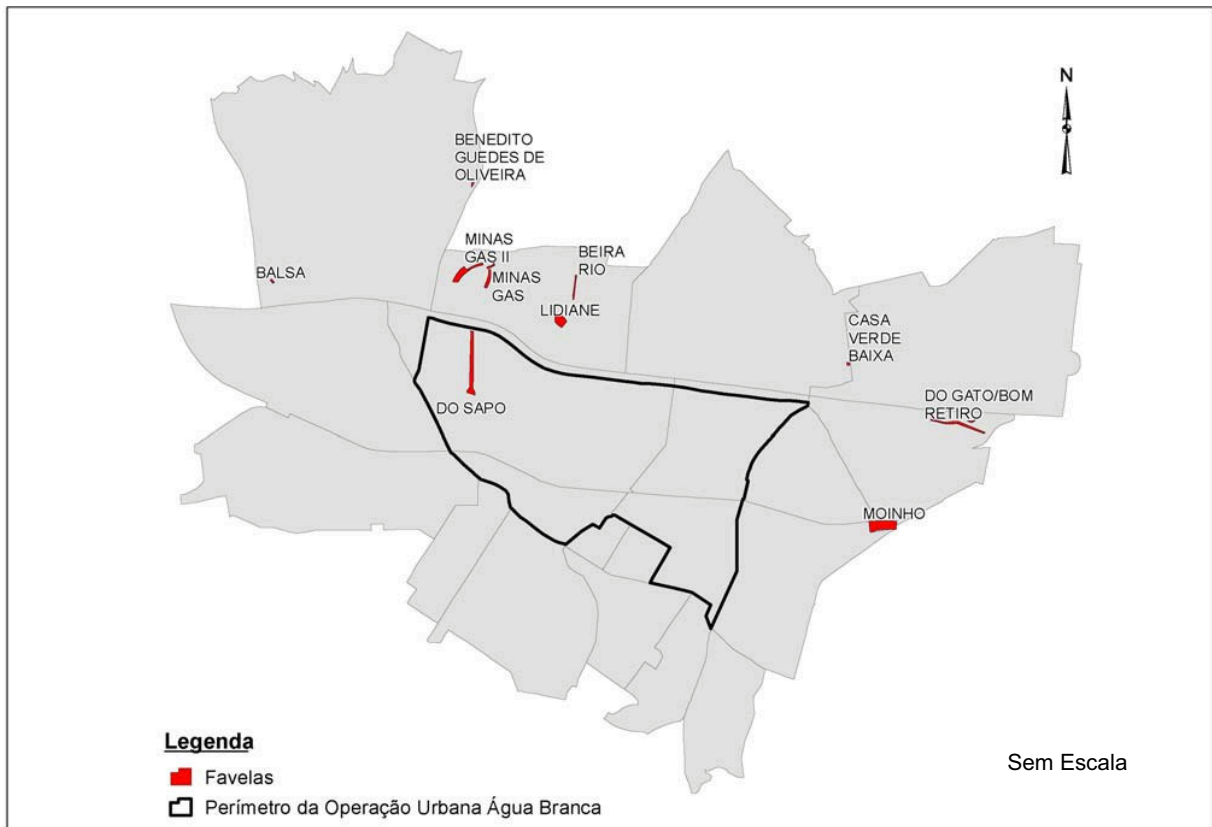 N
BENEDITO
GUEDES DE
OLIVEIRA
MINAS
GAS II
BEIRA
RIO
BALSA
MINAS
GAS
LIDIANE
CASA
VERDE
BAIXA
DO SAPO
DO GATO/BOM
RETIRO
MOINHO
Legenda
Favelas
Perímetro da Operação Urbana Água Branca
Sem Escala